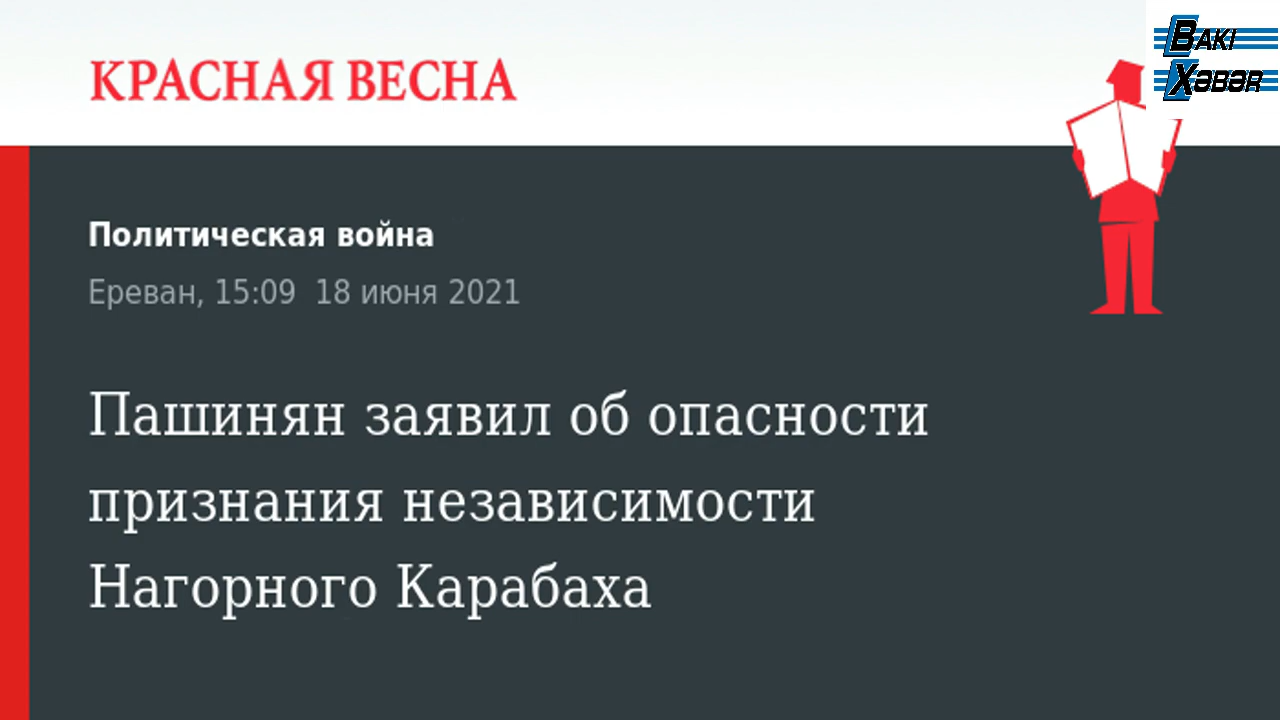 КРАСНАЯ ВЕСНА
BAKI
XƏBƏR
Политическая война
Ереван, 15:09 18 июня 2021
Пашинян заявил об опасности
признания независимости
Нагорного Карабаха